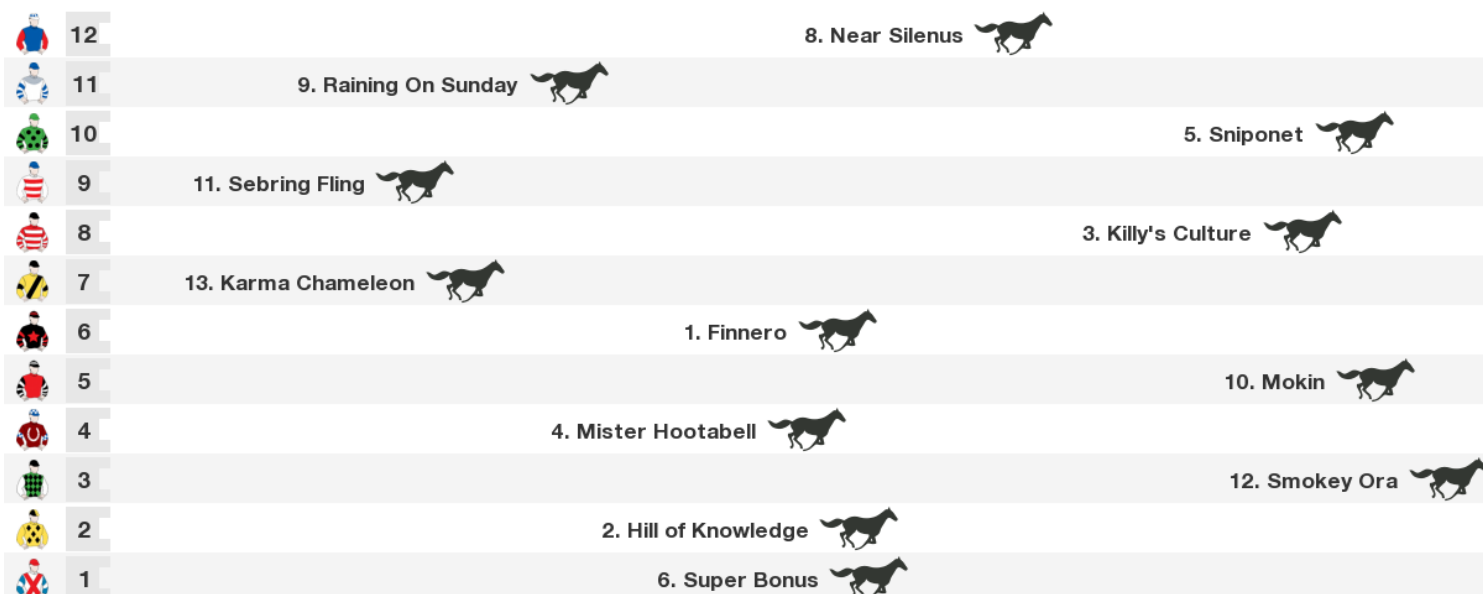 12 8. Near Silenus
11 9. Raining On Sunday
10 5. Sniponet
9 11. Sebring Fling
8 3. Killy's Culture
7 13. Karma Chameleon
6 1. Finnero
5 10. Mokin
4 4. Mister Hootabell
3 12. Smokey Ora
2 2. Hill of Knowledge
1 6. Super Bonus